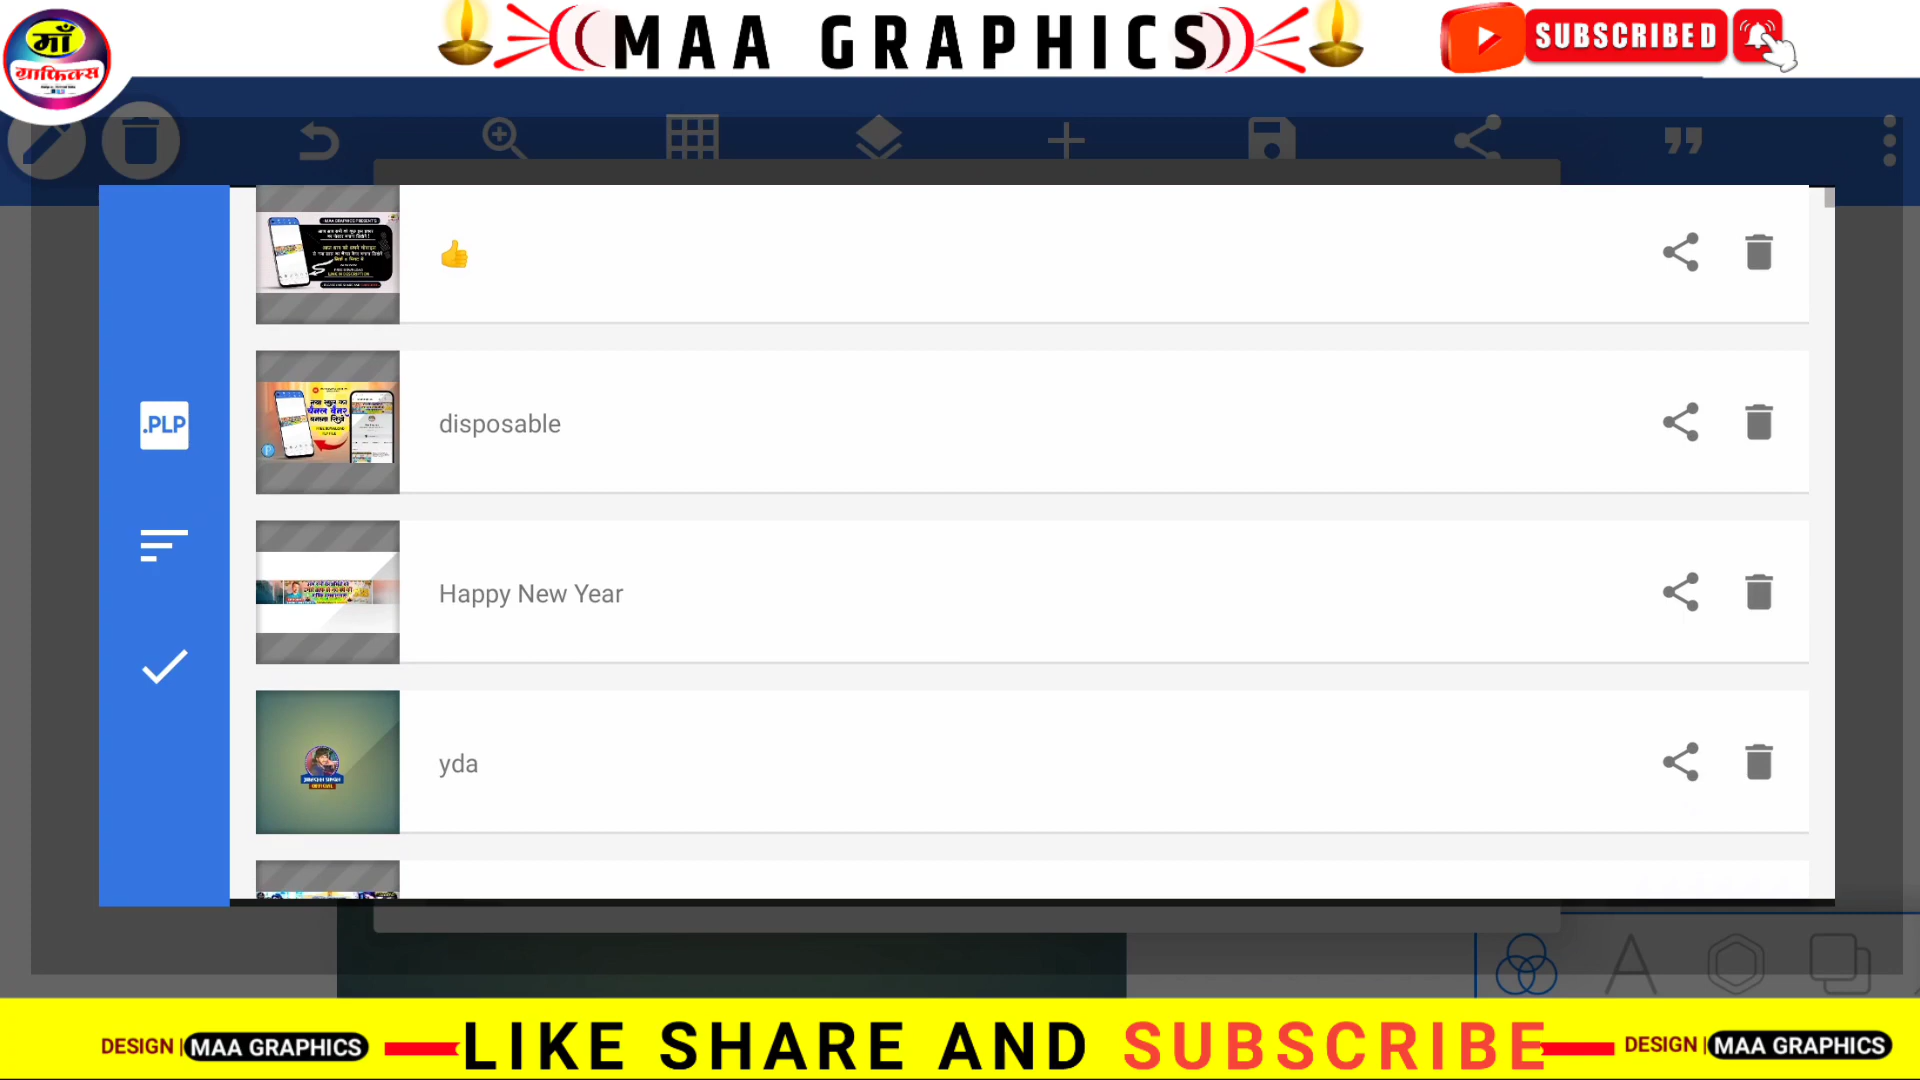 माँ
ग्राफिक्स
MAA GRAPHICS
SUBSCRIBED
.PLP
👍
disposable
Happy New Year
yda
DESIGN | MAA GRAPHICS
LIKE SHARE AND SUBSCRIBE
DESIGN | MAA GRAPHICS